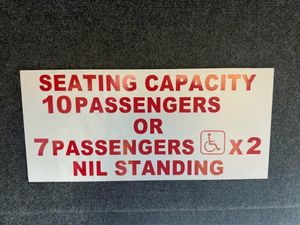 SEATING CAPACITY
10 PASSENGERS
OR
7 PASSENGERS X 2
NIL STANDING